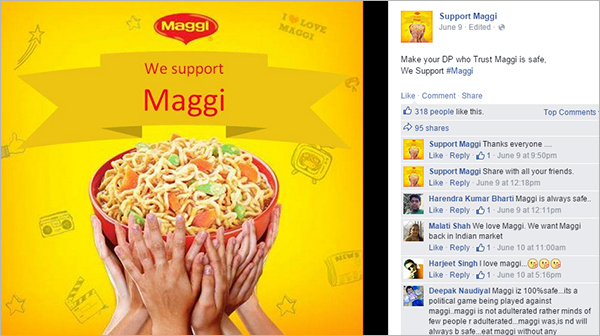 Maggi
I ♡ LOVE
MAGGI
We support
Maggi
Support Maggi
June 9 · Edited ·
Make your DP who Trust Maggi is safe,
We Support #Maggi
Like · Comment · Share
318 people like this.
Top Comments
95 shares
Support Maggi Thanks everyone ....
Like · Reply · 1 · June 9 at 9:50pm
Support Maggi Share with all your friends.
Like · Reply · June 9 at 12:18pm
Harendra Kumar Bharti Maggi is always safe..
Like · Reply · 1 · June 9 at 12:11pm
Malati Shah We love Maggi. We want Maggi
back in Indian market
Like · Reply · 1 · June 10 at 11:00am
Harjeet Singh I love maggi...
Like · Reply · 1 · June 10 at 5:16pm
Deepak Naudiyal Maggi iz 100%safe...its a
political game being played against
maggi..maggi is not adulterated rather minds of
few people r adulterated...maggi was,is nd will
always b safe...eat maggi without any